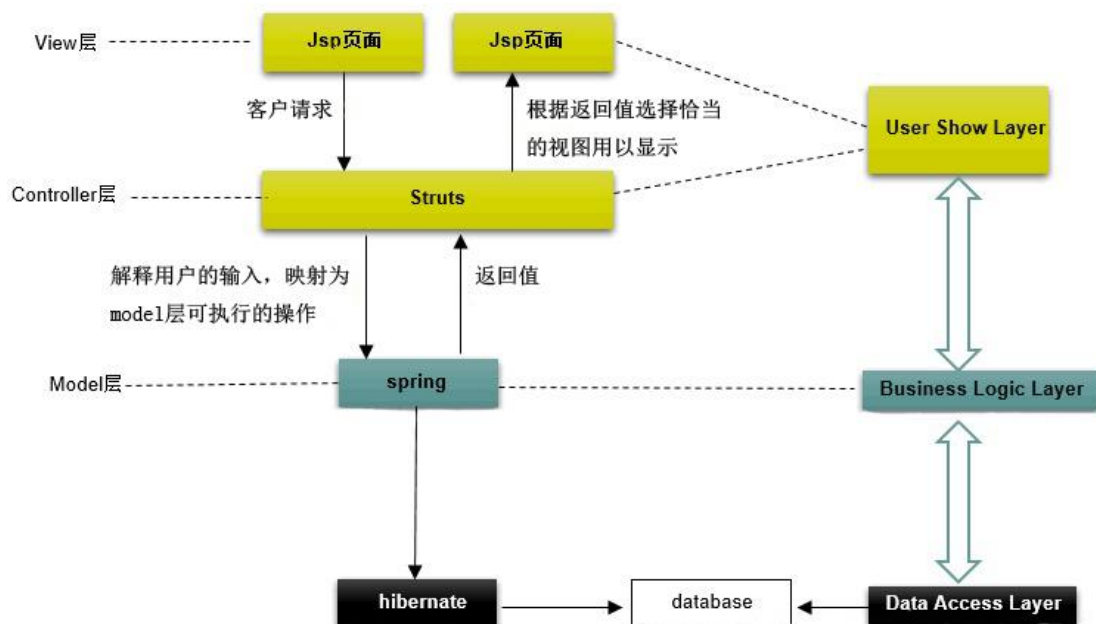 View层
Jsp页面
Jsp页面
客户请求
根据返回值选择恰当
的视图用以显示
User Show Layer
Controller层
Struts
解释用户的输入，映射为
model层可执行的操作
返回值
Model层
spring
Business Logic Layer
hibernate
database
Data Access Layer